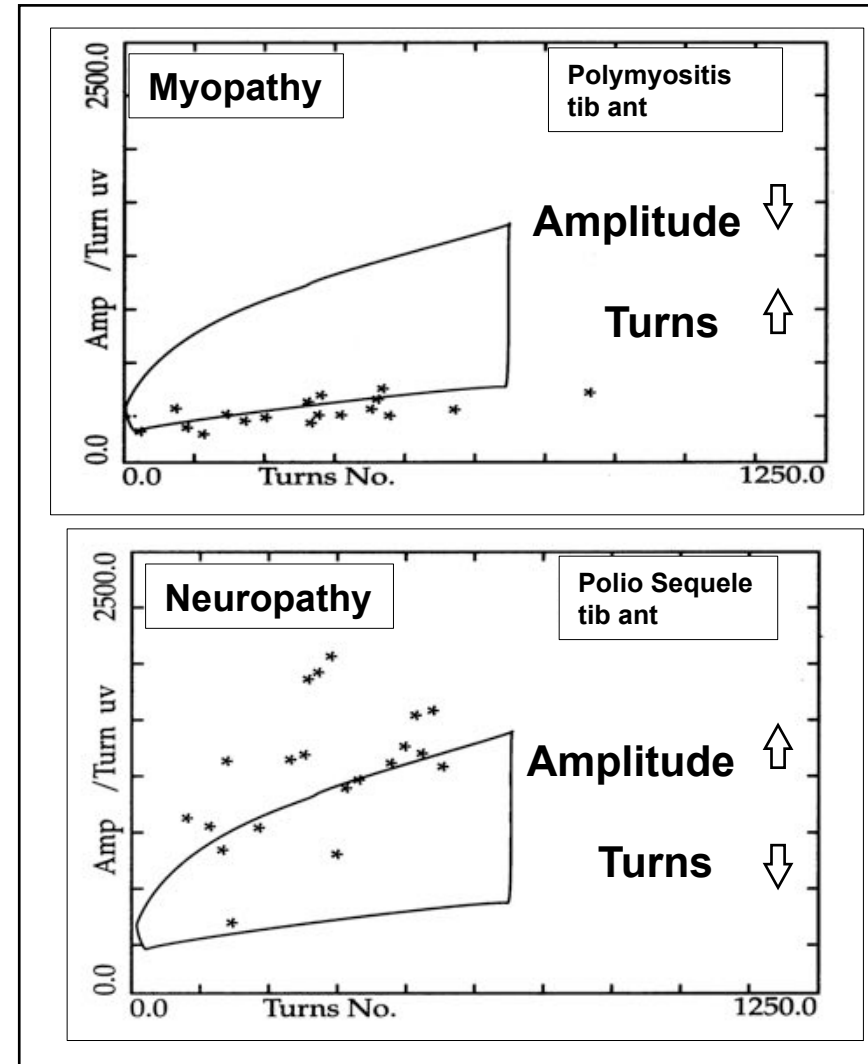 2500.0
Myopathy
Polymyositis
tib ant
Amp /Turn uv
Amplitude
Turns
0.0
0.0 Turns No. 1250.0
2500.0
Neuropathy
Polio Sequele
tib ant
Amp /Turn uv
Amplitude
Turns
0.0
0.0 Turns No. 1250.0